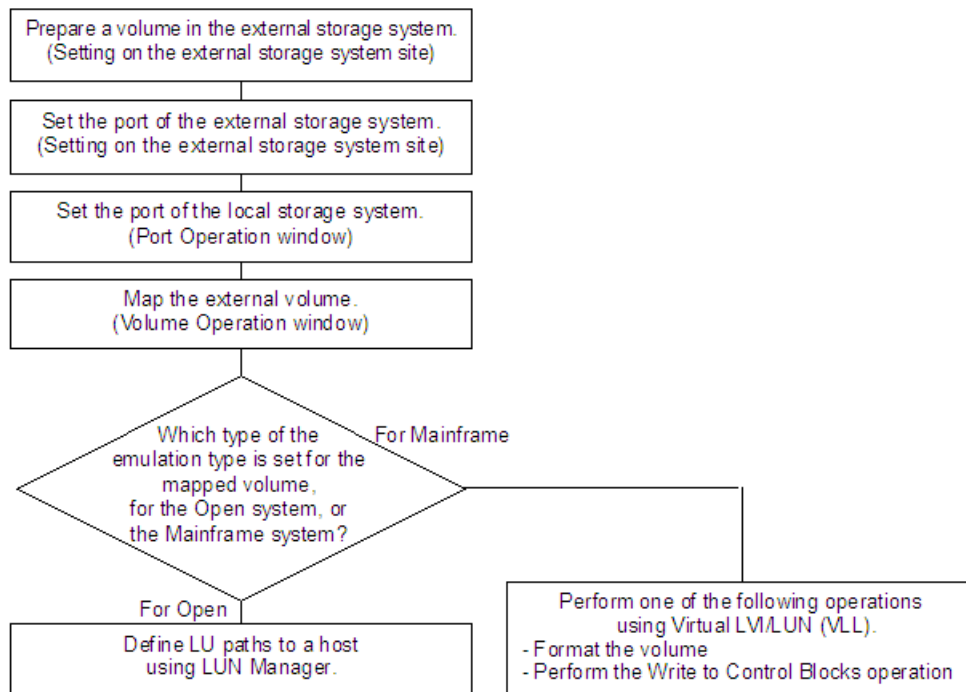 Prepare a volume in the external storage system.
(Setting on the external storage system site)
Set the port of the external storage system.
(Setting on the external storage system site)
Set the port of the local storage system.
(Port Operation window)
Map the external volume.
(Volume Operation window)
Which type of the
emulation type is set for the
mapped volume,
for the Open system, or
the Mainframe system?
For Mainframe
For Open
Define LU paths to a host
using LUN Manager.
Perform one of the following operations
using Virtual LVI/LUN (VLL).
- Format the volume
- Perform the Write to Control Blocks operation